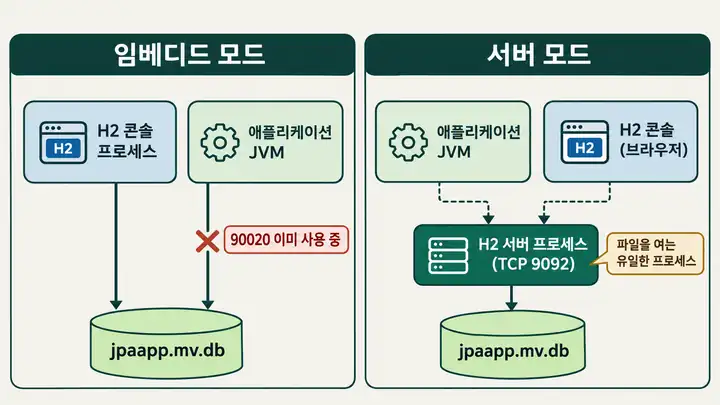 임베디드 모드
H2 콘솔
프로세스
H2
애플리케이션
JVM
90020 이미 사용 중
jpaapp.mv.db
서버 모드
애플리케이션
JVM
H2 콘솔
(브라우저)
H2
H2 서버 프로세스
(TCP 9092)
파일을 여는
유일한 프로세스
jpaapp.mv.db